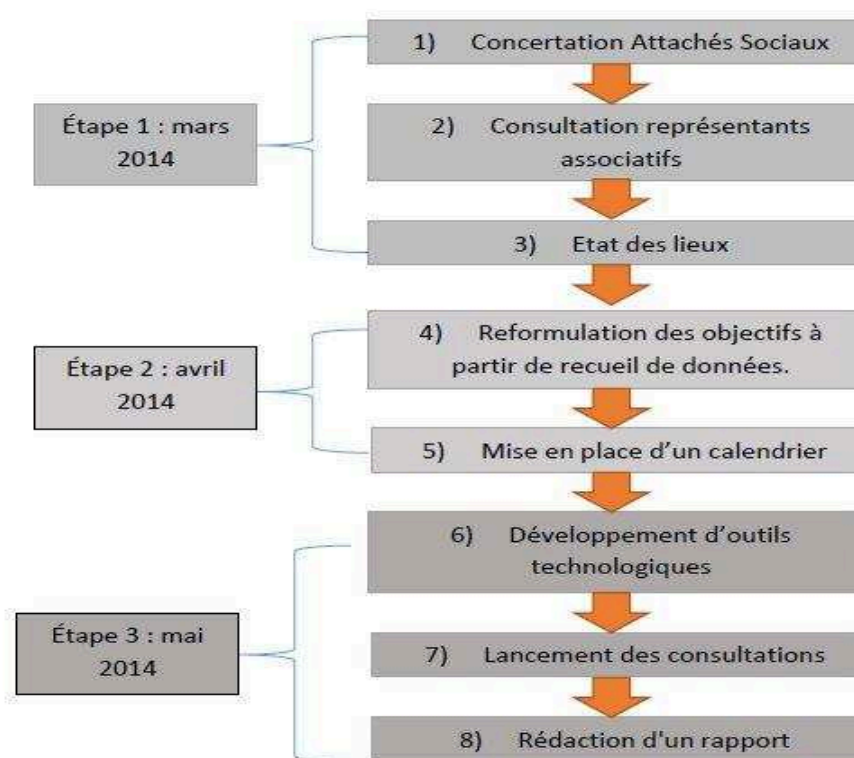 1) Concertation Attachés Sociaux
Étape 1 : mars
2014
2) Consultation représentants
associatifs
3) Etat des lieux
4) Reformulation des objectifs à
partir de recueil de données.
Étape 2 : avril
2014
5) Mise en place d’un calendrier
6) Développement d’outils
technologiques
Étape 3 : mai
2014
7) Lancement des consultations
8) Rédaction d'un rapport